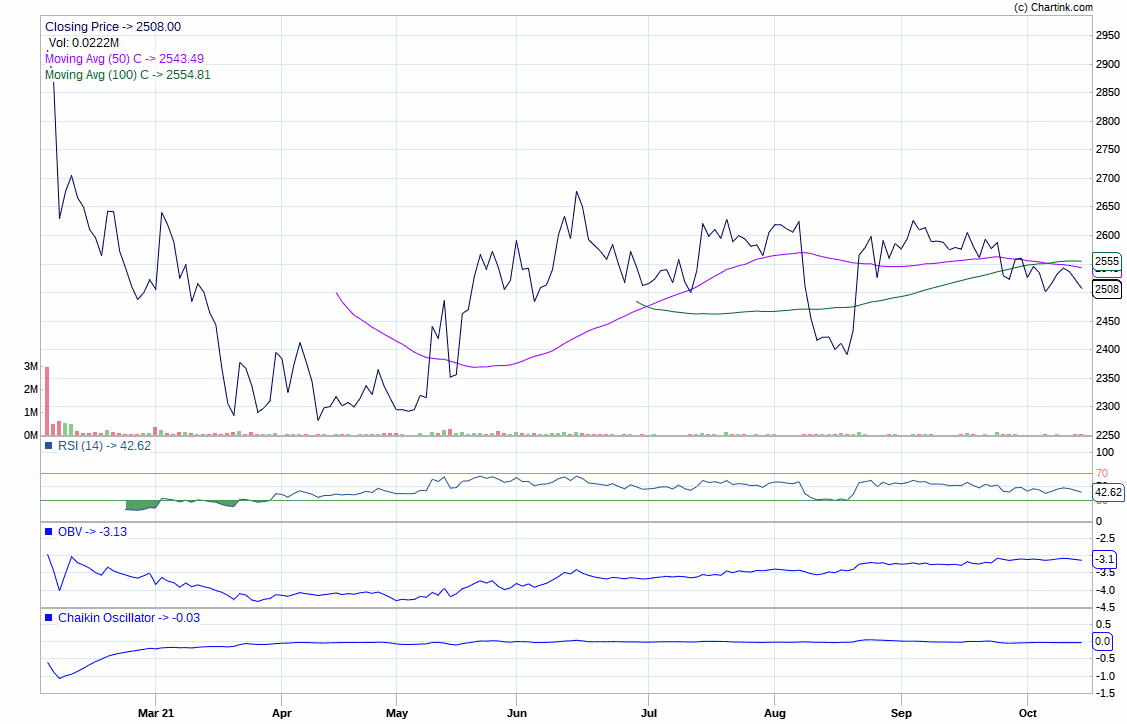 (c) Chartink.com
Closing Price -> 2508.00
Vol: 0.0222M
Moving Avg (50) C -> 2543.49
Moving Avg (100) C -> 2554.81
2950
2900
2850
2800
2750
2700
2650
2600
2555
2508
2450
2400
2350
2300
2250
3M
2M
1M
0M
RSI (14) -> 42.62
100
70
42.62
0
OBV -> -3.13
-2.5
-3.1
-3.5
-4.0
-4.5
Chaikin Oscillator -> -0.03
0.5
0.0
-0.5
-1.0
-1.5
Mar 21 Apr May Jun Jul Aug Sep Oct